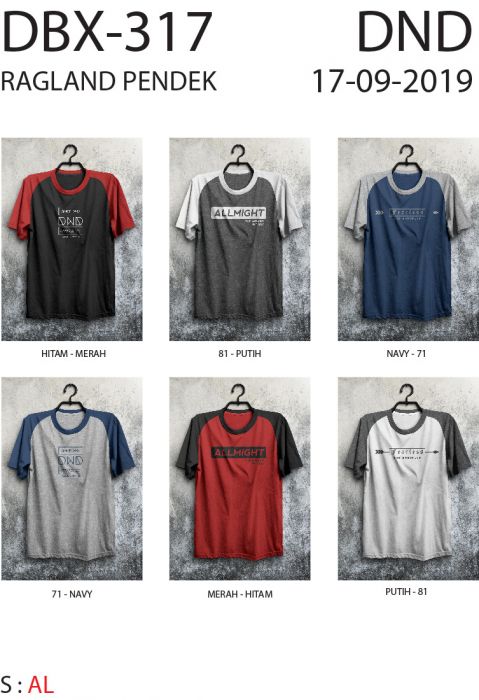 DBX-317
DND
RAGLAND PENDEK
17-09-2019
DND
ALLMIGHT
HITAM - MERAH
81 - PUTIH
NAVY - 71
DND
ALLMIGHT
71 - NAVY
MERAH - HITAM
PUTIH - 81
S : AL